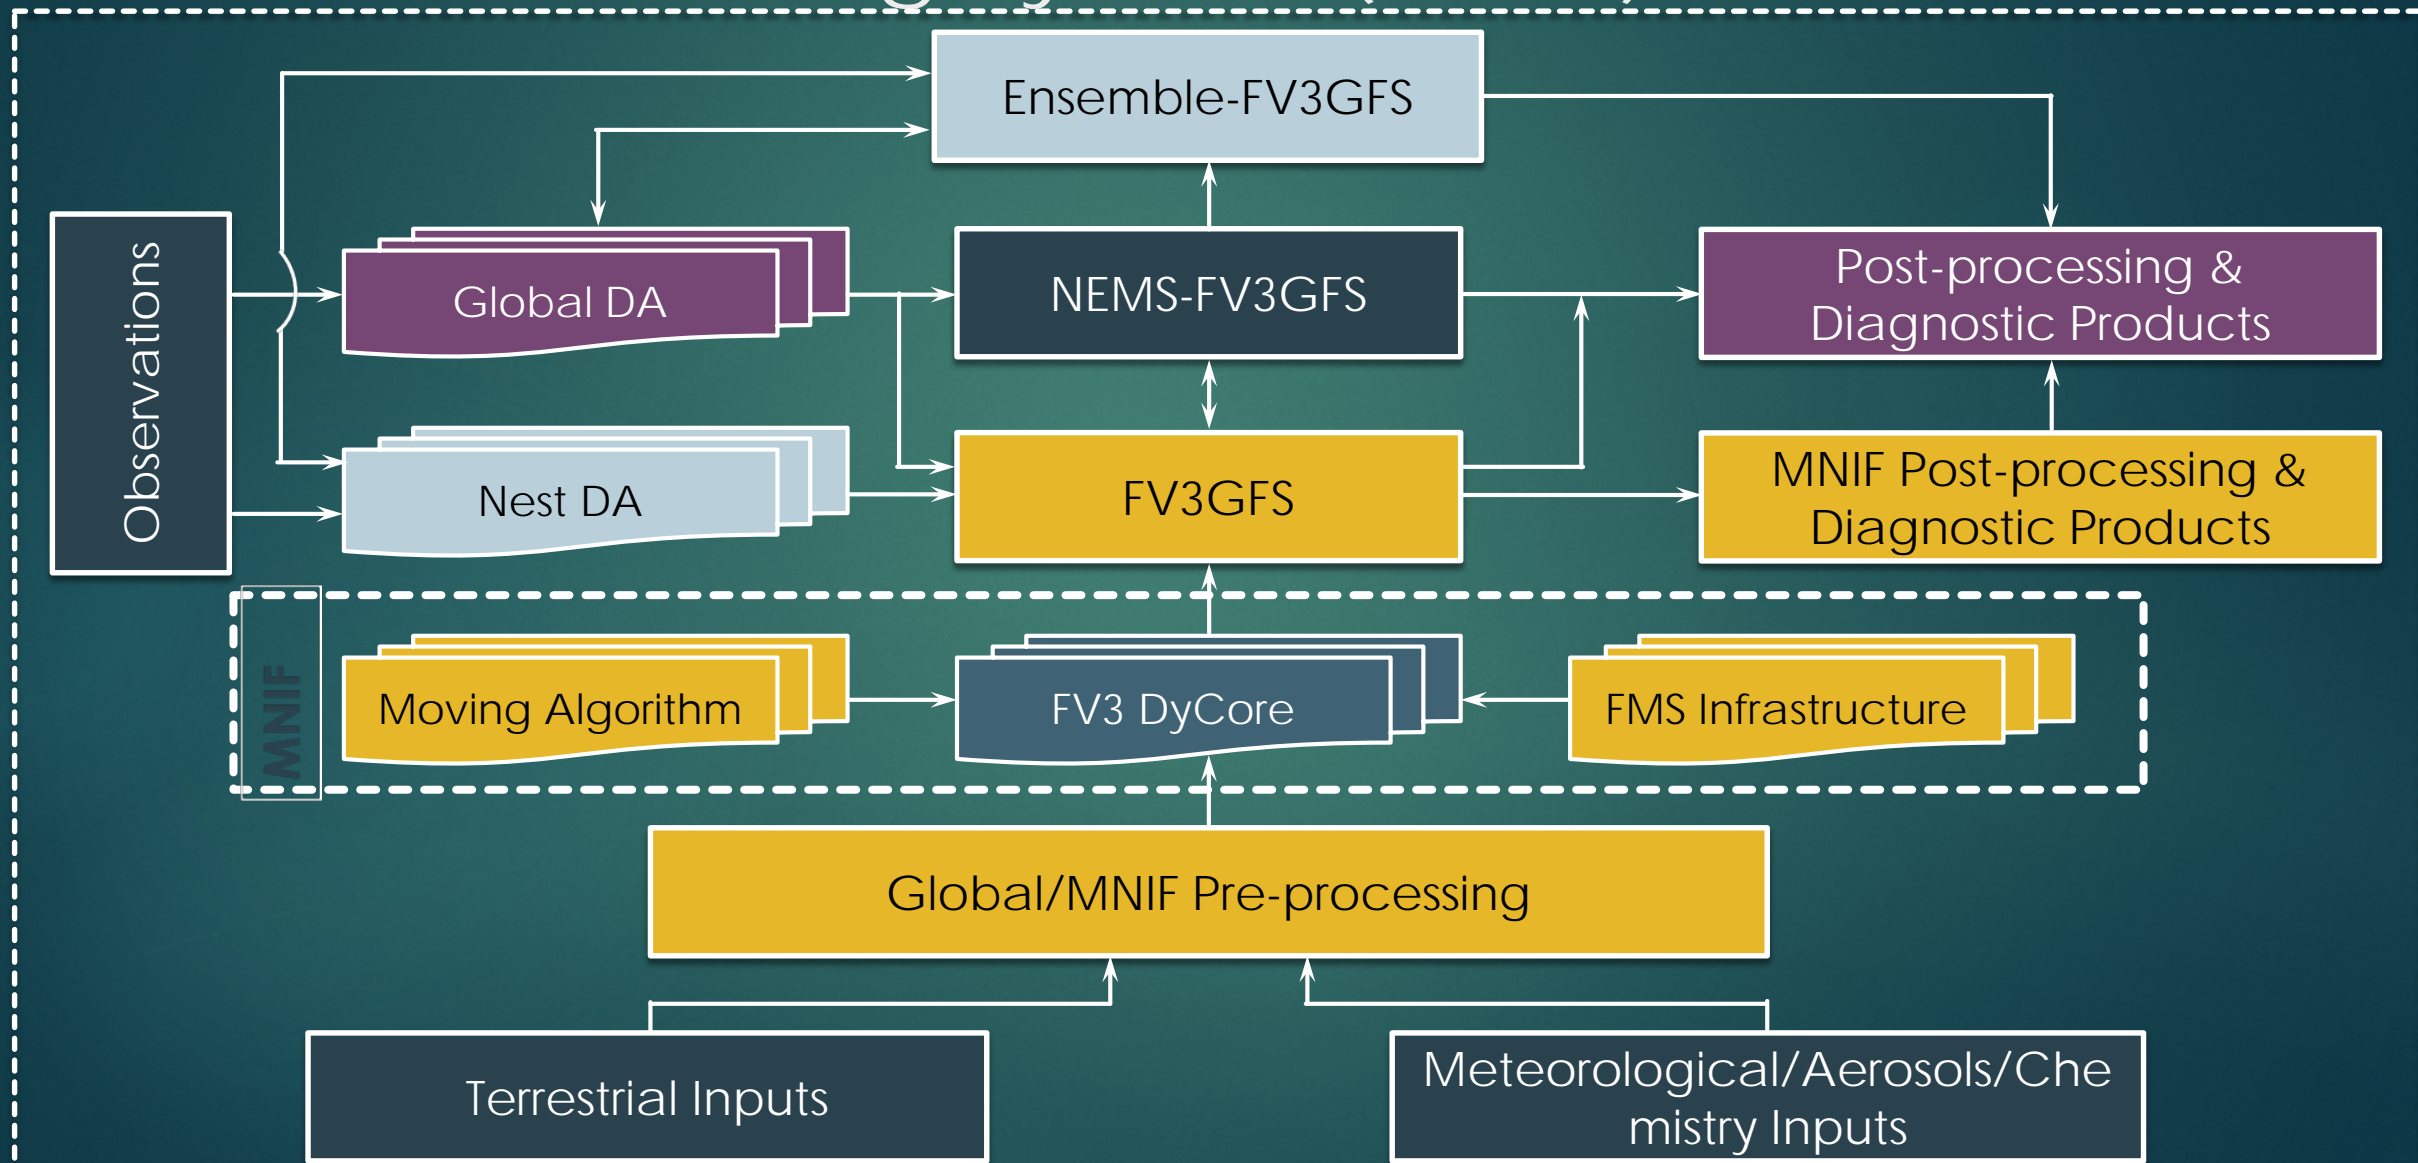 Ensemble-FV3GFS
Observations
Global DA
NEMS-FV3GFS
Post-processing &
Diagnostic Products
Nest DA
FV3GFS
MNIF Post-processing &
Diagnostic Products
MNIF
Moving Algorithm
FV3 DyCore
FMS Infrastructure
Global/MNIF Pre-processing
Terrestrial Inputs
Meteorological/Aerosols/Che
mistry Inputs